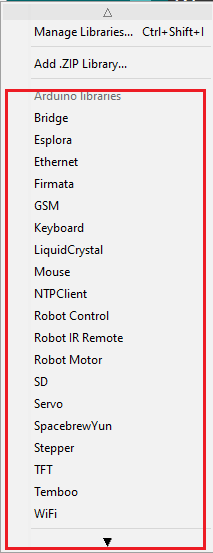 Manage Libraries... Ctrl+Shift+I
Add .ZIP Library...
Arduino libraries
Bridge
Esplora
Ethernet
Firmata
GSM
Keyboard
LiquidCrystal
Mouse
NTPClient
Robot Control
Robot IR Remote
Robot Motor
SD
Servo
SpacebrewYun
Stepper
TFT
Temboo
WiFi